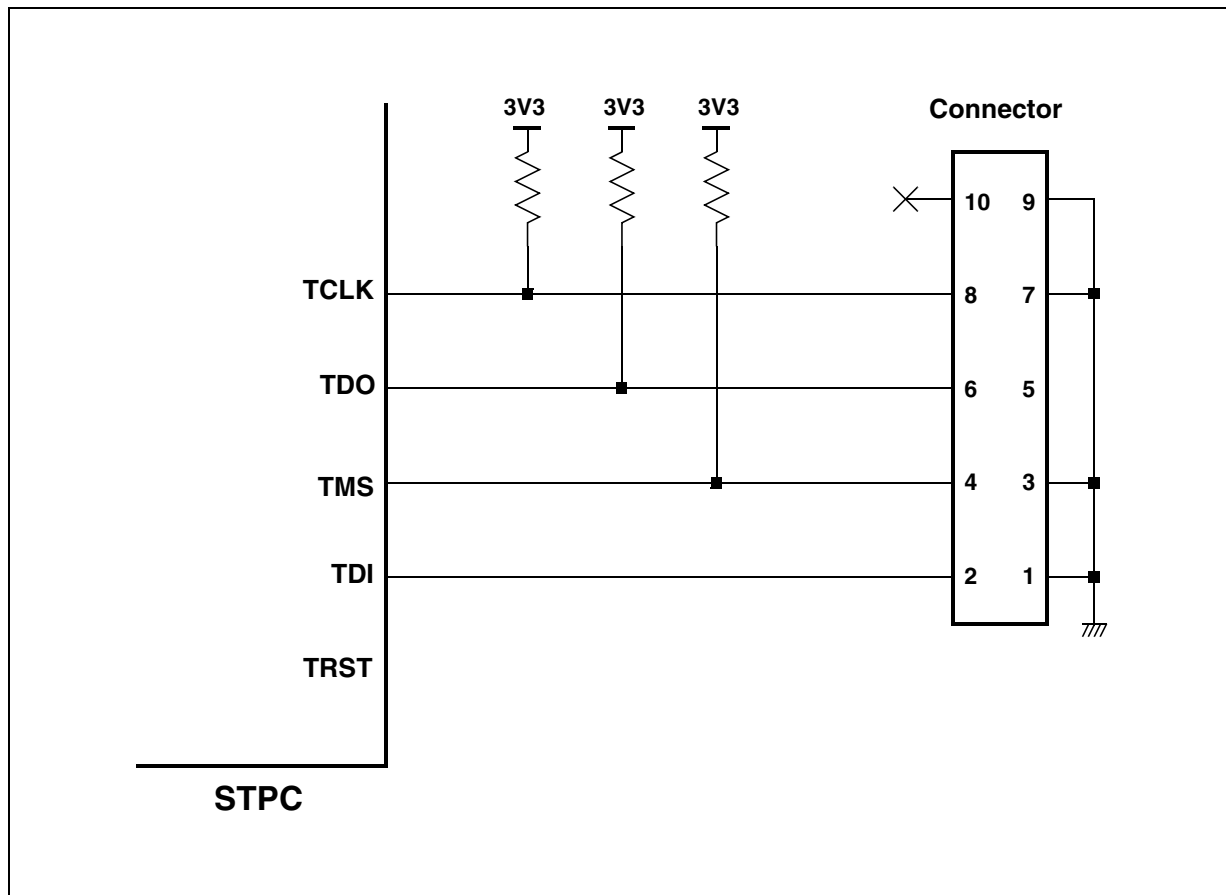 3V3 3V3 3V3
Connector
10 9
TCLK 8 7
TDO 6 5
TMS 4 3
TDI 2 1
TRST
STPC